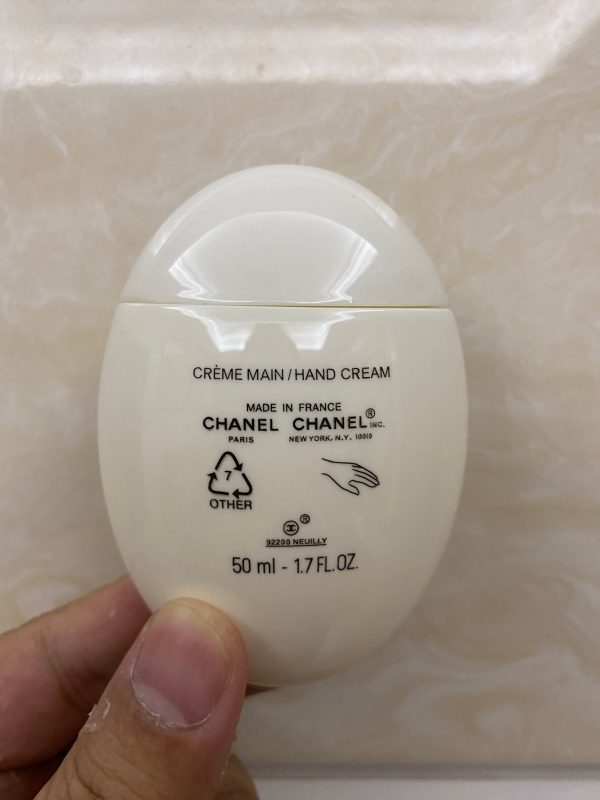 CRÈME MAIN / HAND CREAM
MADE IN FRANCE
CHANEL CHANEL® INC.
PARIS NEW YORK, N.Y. 10019
7
OTHER
®
92200 NEUILLY
50 ml - 1.7 FL.OZ.